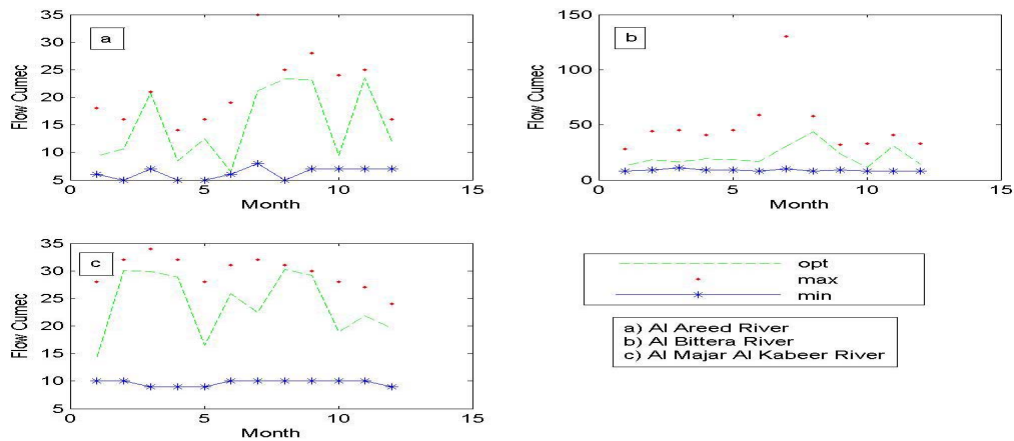 35
30
25
20
15
10
5
0 5 10 15
Flow Cumec
Month
a
150
100
50
0
0 5 10 15
Flow Cumec
Month
b
35
30
25
20
15
10
5
0 5 10 15
Flow Cumec
Month
c
opt
max
min
a) Al Areed River
b) Al Bittera River
c) Al Majar Al Kabeer River